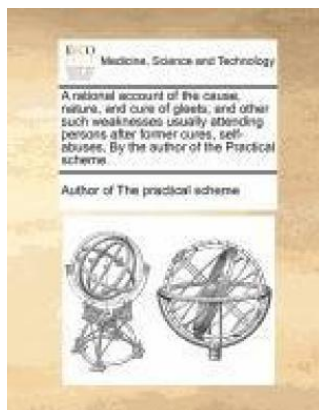 ECCO
Medicine, Science and Technology
A rational account of the cause,
nature, and cure of gleets; and other
such weaknesses usually attending
persons after former cures, self-
abuses, By the author of the Practical
scheme.
Author of The practical scheme